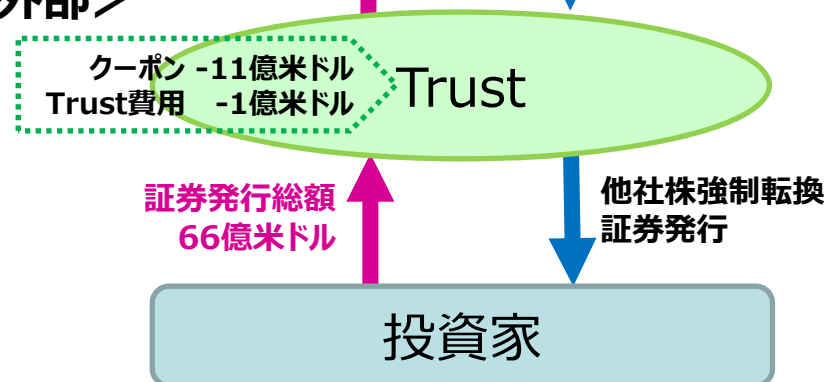 外部＞
クーポン -11億米ドル
Trust費用 -1億米ドル
Trust
証券発行総額
66億米ドル
他社株強制転換
証券発行
投資家